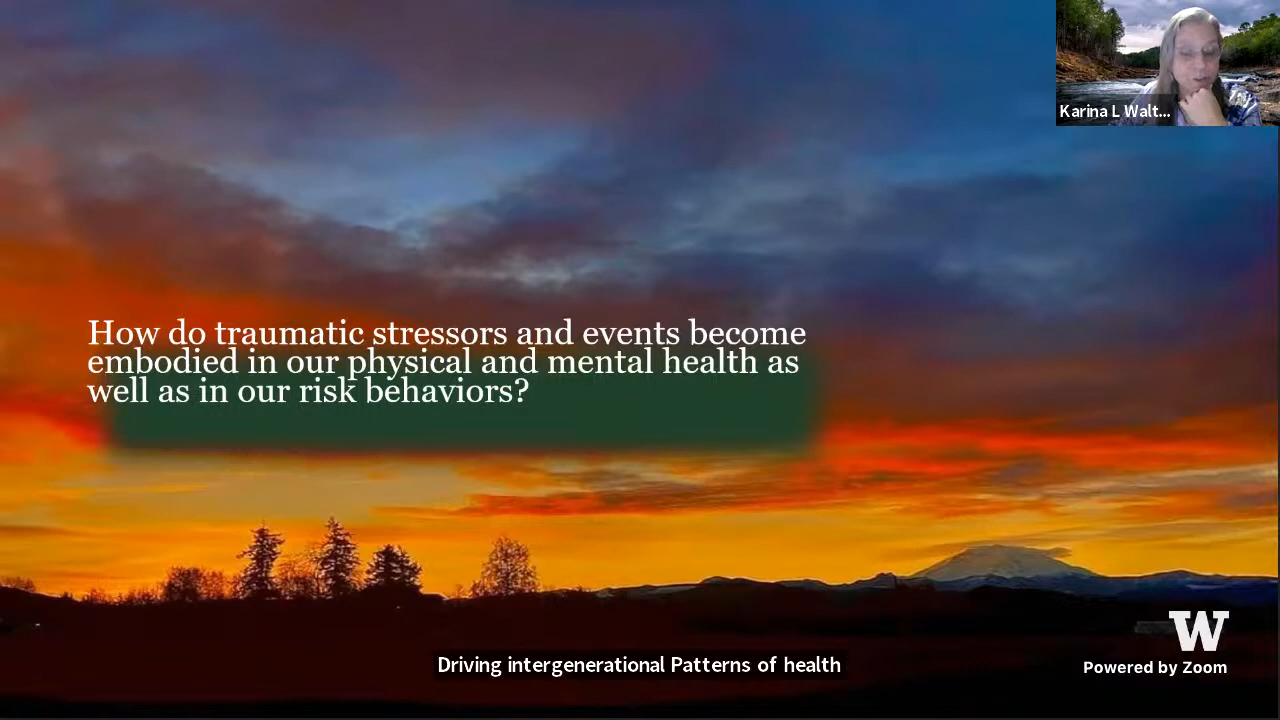 Karina L Walt...
How do traumatic stressors and events become
embodied in our physical and mental health as
well as in our risk behaviors?
W
Driving intergenerational Patterns of health
Powered by Zoom